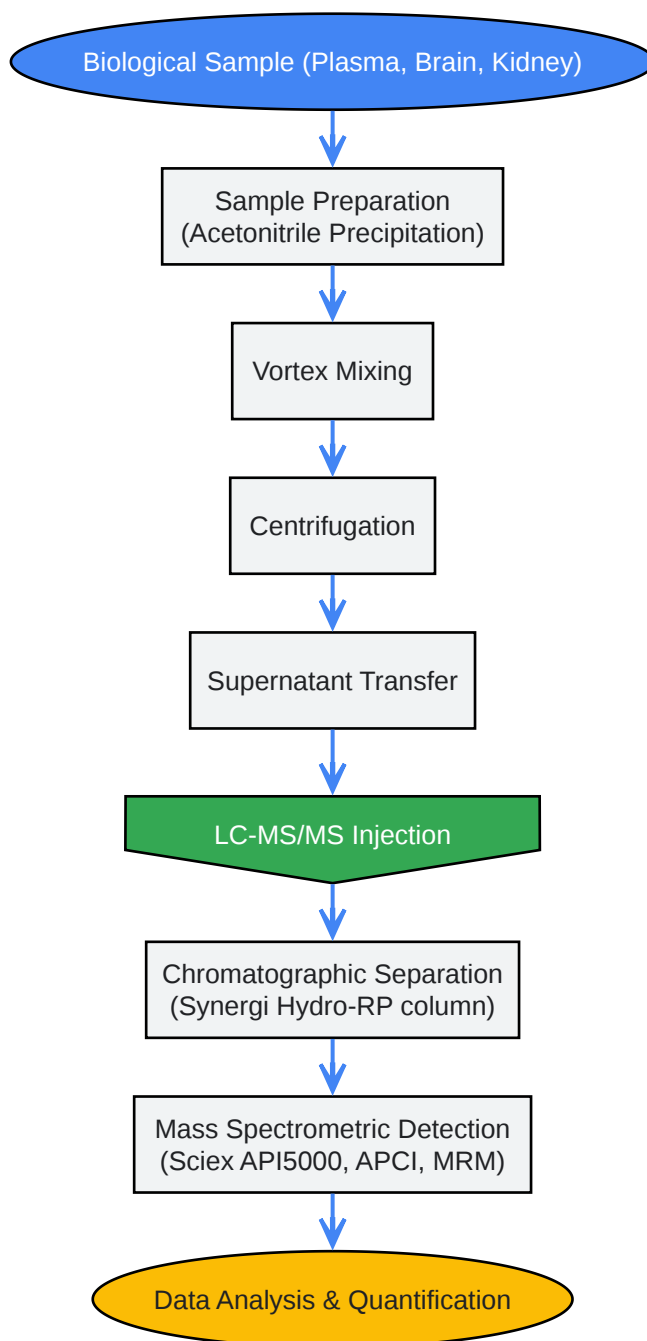 Biological Sample (Plasma, Brain, Kidney)
Sample Preparation
(Acetonitrile Precipitation)
Vortex Mixing
Centrifugation
Supernatant Transfer
LC-MS/MS Injection
Chromatographic Separation
(Synergi Hydro-RP column)
Mass Spectrometric Detection
(Sciex API5000, APCI, MRM)
Data Analysis & Quantification